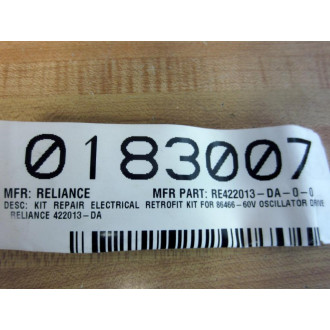 0183007
MFR: RELIANCE MFR PART: RE422013-DA-0-0
DESC: KIT REPAIR ELECTRICAL RETROFIT KIT FOR 86466-60V OSCILLATOR DRIVE
RELIANCE 422013-DA